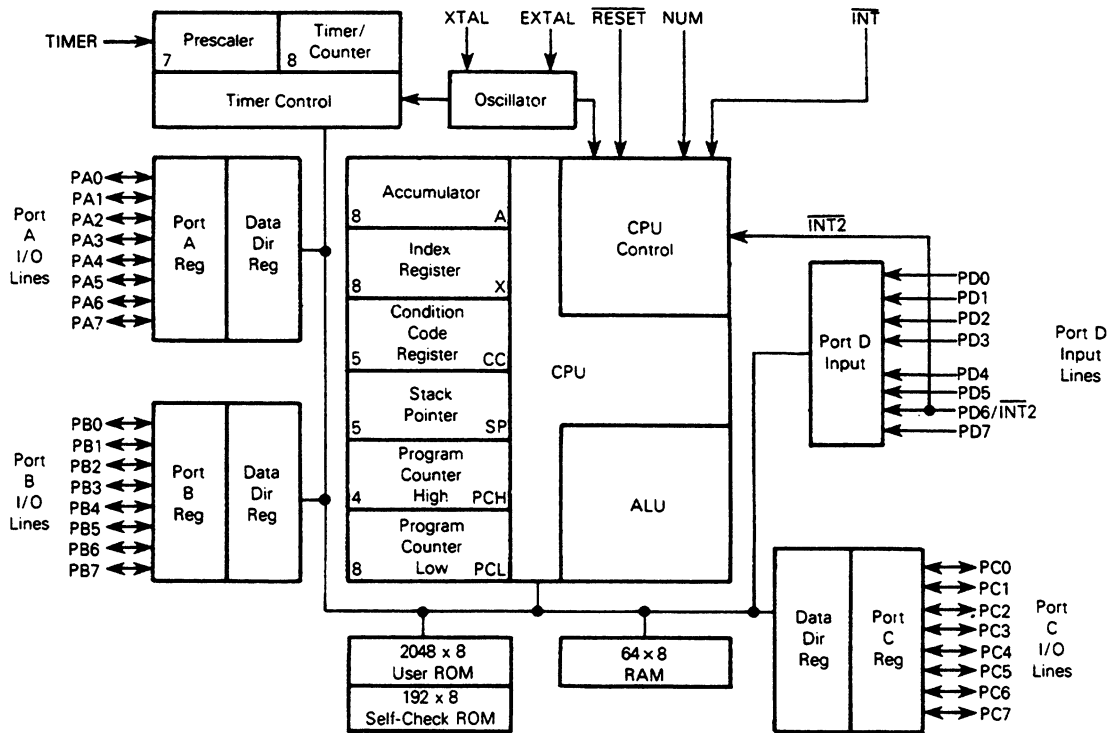 XTAL EXTAL RESET NUM INT
TIMER
Prescaler
7
Timer/
Counter
8
Timer Control
Oscillator
Port
A
I/O
Lines
PA0
PA1
PA2
PA3
PA4
PA5
PA6
PA7
Port
A
Reg
Data
Dir
Reg
Accumulator
8 A
Index
Register
8 X
Condition
Code
Register
5 CC
Stack
Pointer
5 SP
Program
Counter
High
4 PCH
Program
Counter
Low
8 PCL
CPU
CPU
Control
ALU
INT2
Port D
Input
PD0
PD1
PD2
PD3
PD4
PD5
PD6/INT2
PD7
Port D
Input
Lines
Port
B
I/O
Lines
PB0
PB1
PB2
PB3
PB4
PB5
PB6
PB7
Port
B
Reg
Data
Dir
Reg
2048 x 8
User ROM
192 x 8
Self-Check ROM
64 x 8
RAM
Data
Dir
Reg
Port
C
Reg
PC0
PC1
PC2
PC3
PC4
PC5
PC6
PC7
Port
C
I/O
Lines